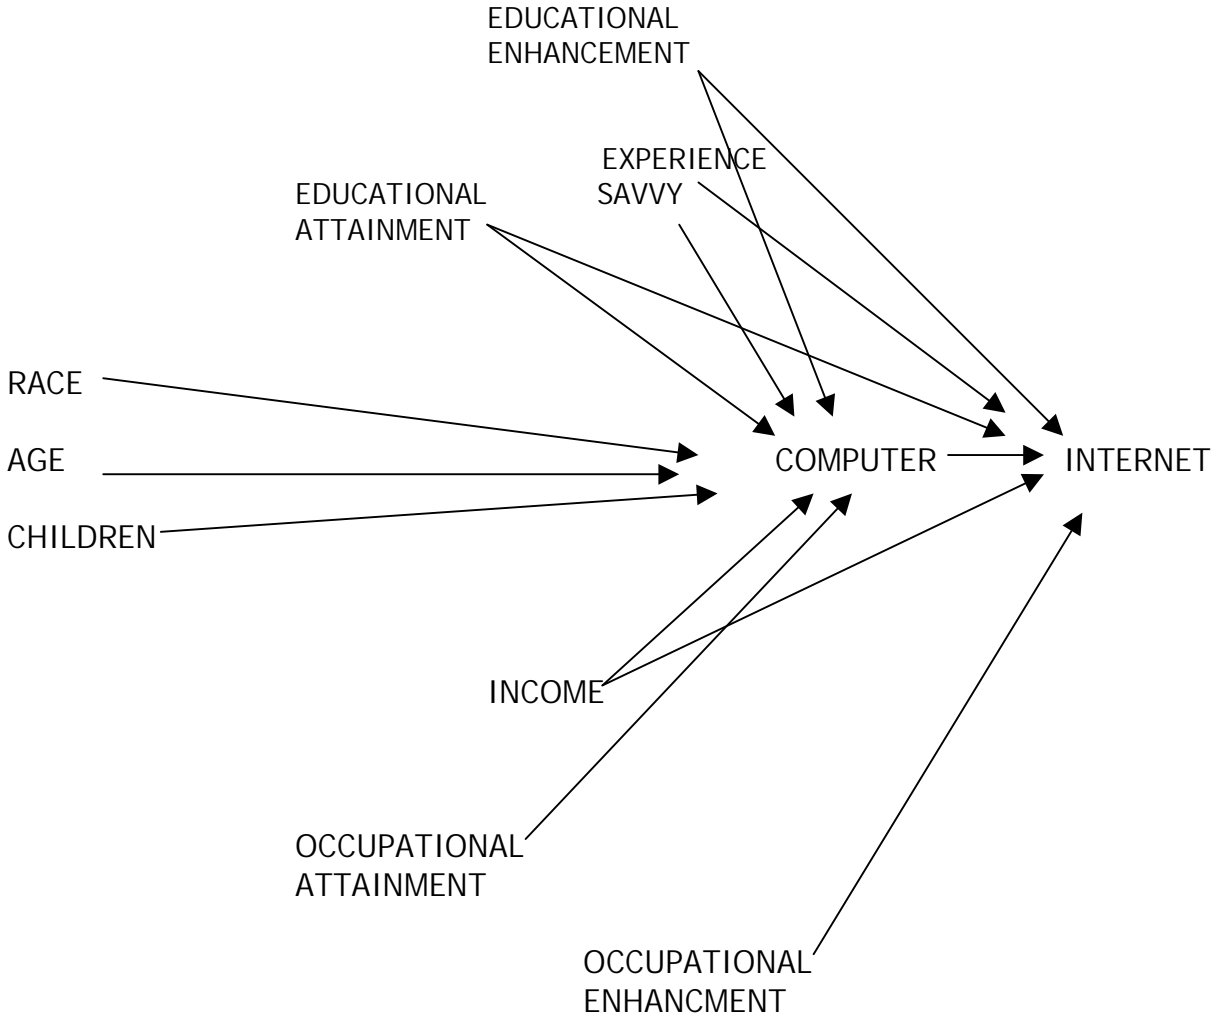 EDUCATIONAL
ENHANCEMENT
EXPERIENCE
SAVVY
EDUCATIONAL
ATTAINMENT
RACE
AGE
COMPUTER
INTERNET
CHILDREN
INCOME
OCCUPATIONAL
ATTAINMENT
OCCUPATIONAL
ENHANCMENT